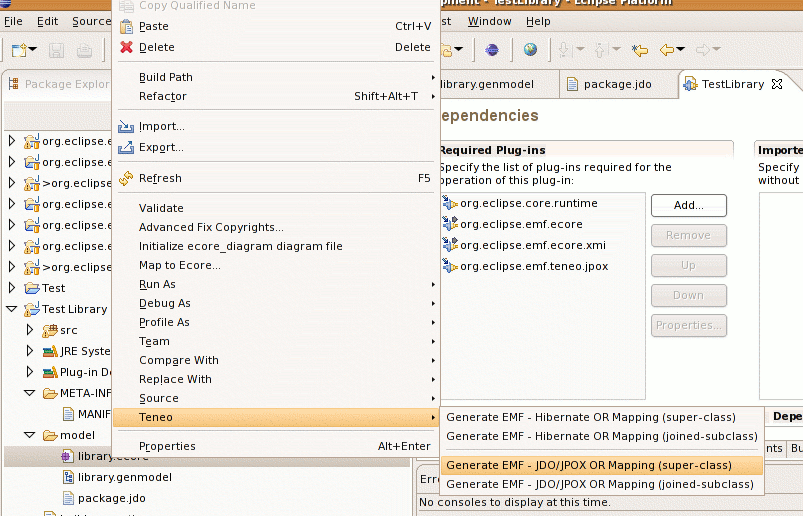 Copy Qualified Name
Paste Ctrl+V
Delete Delete
Build Path
Refactor Shift+Alt+T
Import...
Export...
Refresh F5
Validate
Advanced Fix Copyrights...
Initialize ecore_diagram diagram file
Map to Ecore...
Run As
Debug As
Profile As
Team
Compare With
Replace With
Source
Teneo
Properties Alt+Enter
Generate EMF - Hibernate OR Mapping (super-class)
Generate EMF - Hibernate OR Mapping (joined-subclass)
Generate EMF - JDO/JPOX OR Mapping (super-class)
Generate EMF - JDO/JPOX OR Mapping (joined-subclass)
pment - TestLibrary - Eclipse Platform
File Edit Source
st Window Help
Package Explor
org.eclipse.e
org.eclipse.e
>org.eclipse
org.eclipse.e
org.eclipse.e
org.eclipse.e
>org.eclipse
Test
Test Library
src
JRE Syste
Plug-in De
META-INF
MANIF
model
library.ecore
library.genmodel
package.jdo
library.genmodel package.jdo TestLibrary
ependencies
Required Plug-ins
Specify the list of plug-ins required for the
operation of this plug-in:
org.eclipse.core.runtime
org.eclipse.emf.ecore
org.eclipse.emf.ecore.xmi
org.eclipse.emf.teneo.jpox
Add...
Remove
Up
Down
Properties...
Importe
Specify
without
Depe
nts Bu
Erro
No consoles to display at this time.